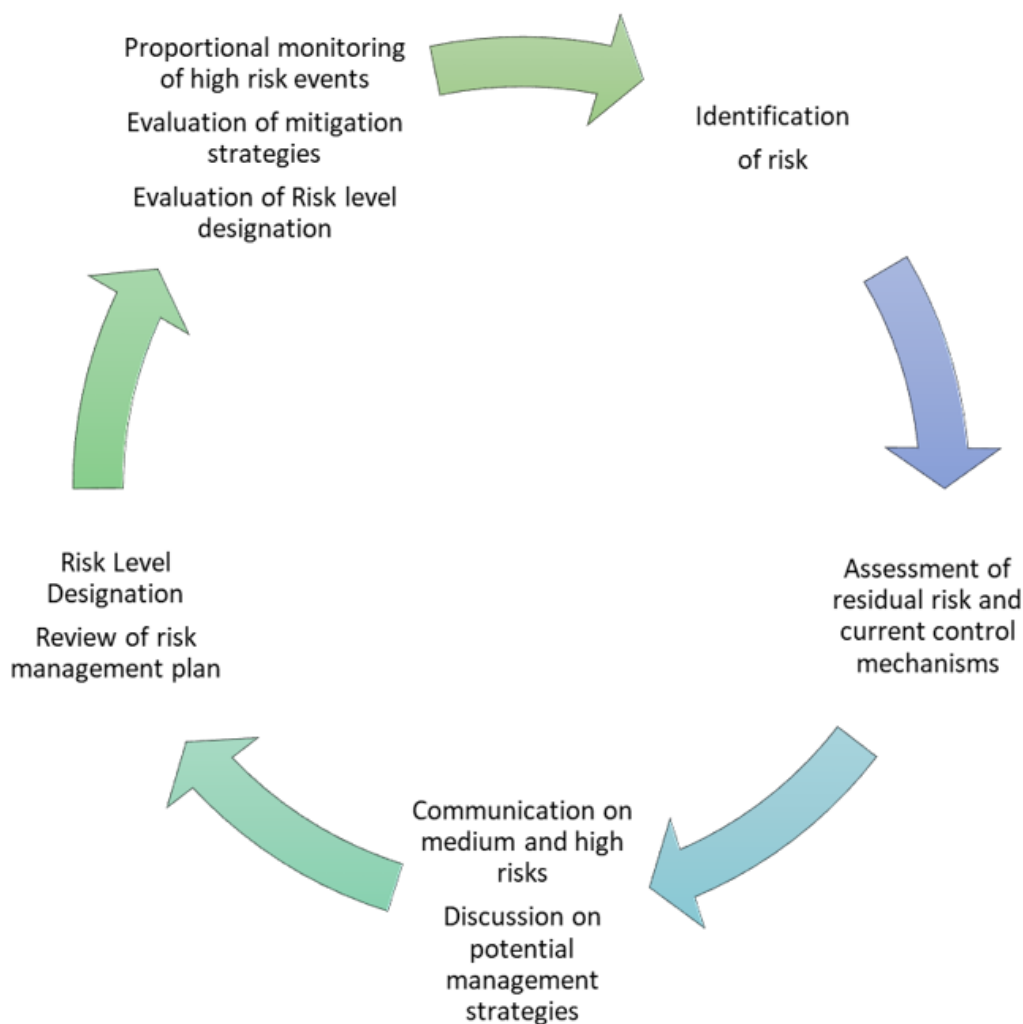 Proportional monitoring
of high risk events
Evaluation of mitigation
strategies
Evaluation of Risk level
designation
Identification
of risk
Assessment of
residual risk and
current control
mechanisms
Communication on
medium and high
risks
Discussion on
potential
management
strategies
Risk Level
Designation
Review of risk
management plan